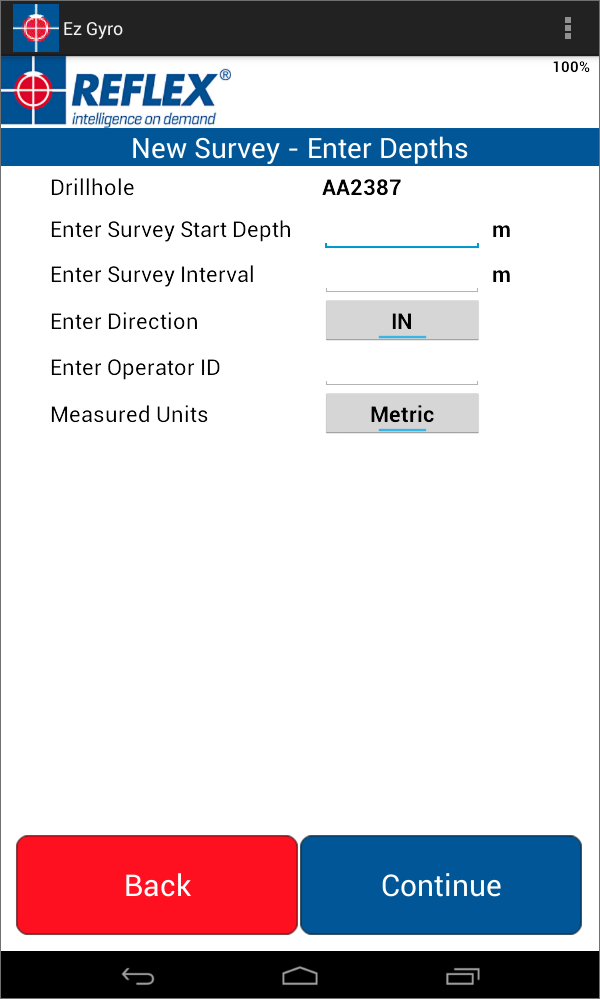 Ez Gyro
100%
REFLEX®
intelligence on demand
New Survey - Enter Depths
Drillhole AA2387
Enter Survey Start Depth m
Enter Survey Interval m
Enter Direction IN
Enter Operator ID
Measured Units Metric
Back Continue